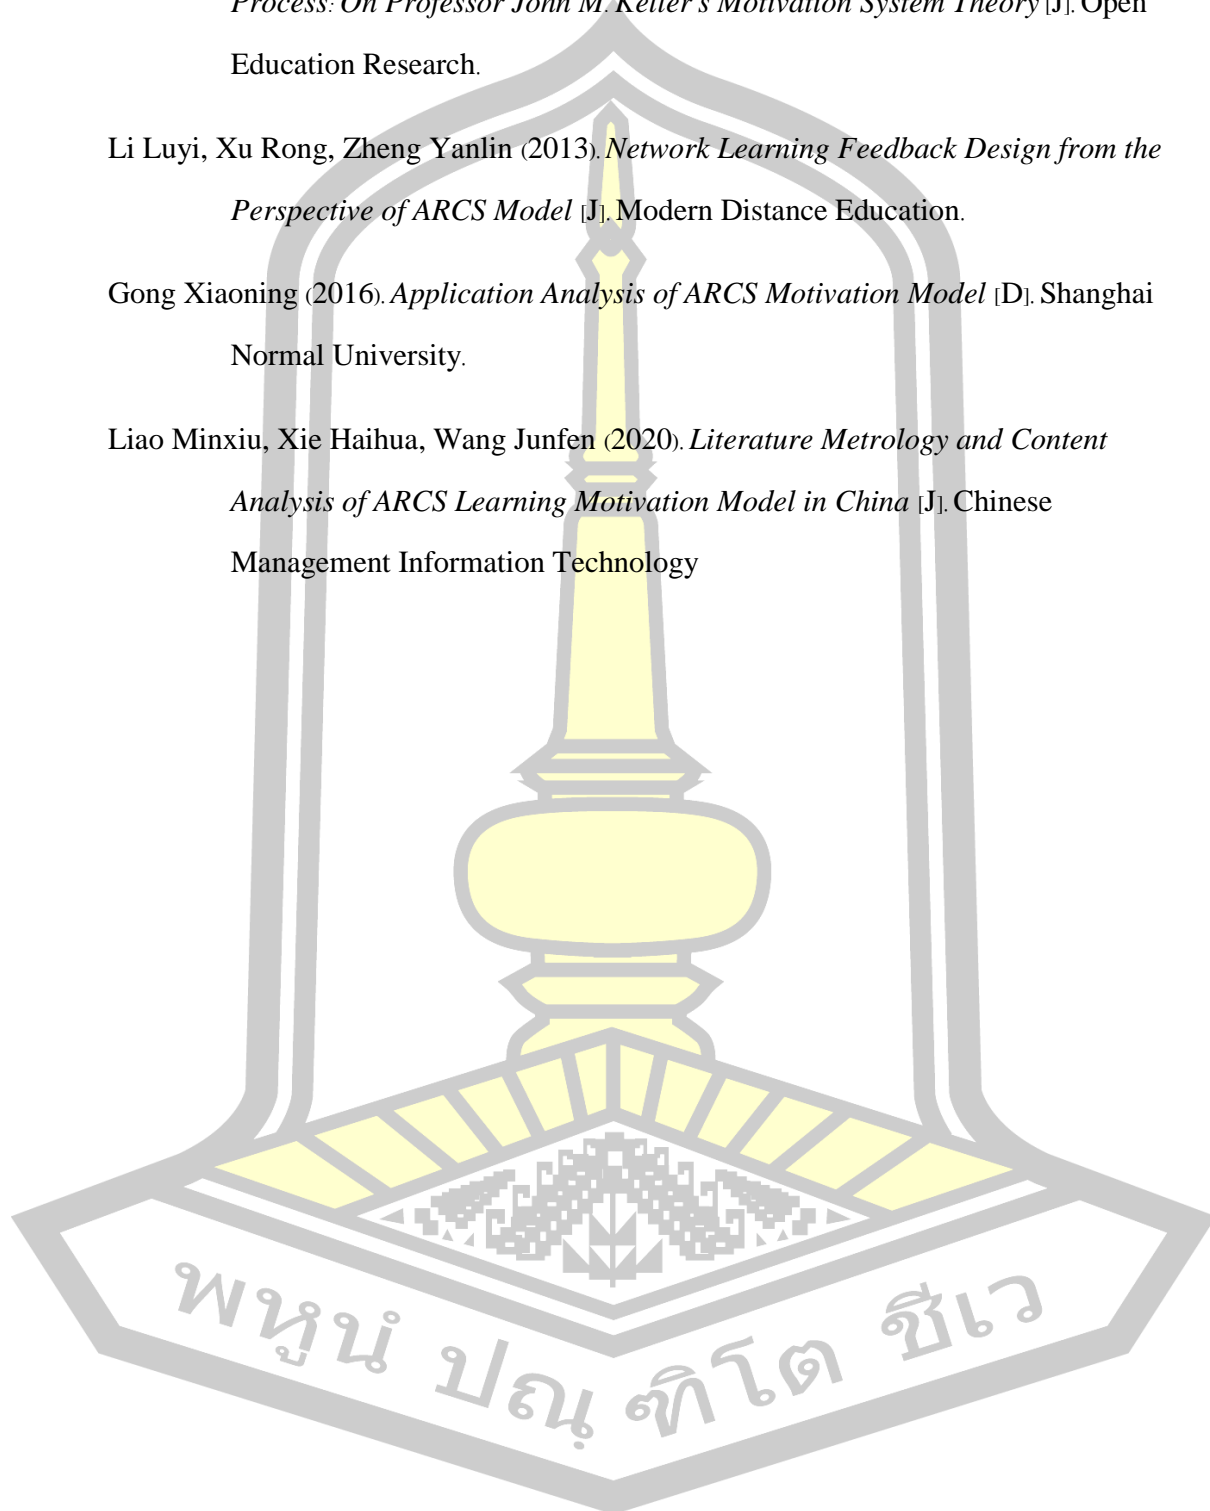 Process: On Professor John M. Keller's Motivation System Theory [J]. Open
Education Research.
Li Luyi, Xu Rong, Zheng Yanlin (2013). Network Learning Feedback Design from the
Perspective of ARCS Model [J]. Modern Distance Education.
Gong Xiaoning (2016). Application Analysis of ARCS Motivation Model [D]. Shanghai
Normal University.
Liao Minxiu, Xie Haihua, Wang Junfen (2020). Literature Metrology and Content
Analysis of ARCS Learning Motivation Model in China [J]. Chinese
Management Information Technology
พหูนํ ปณฺฑิโต ชีเว